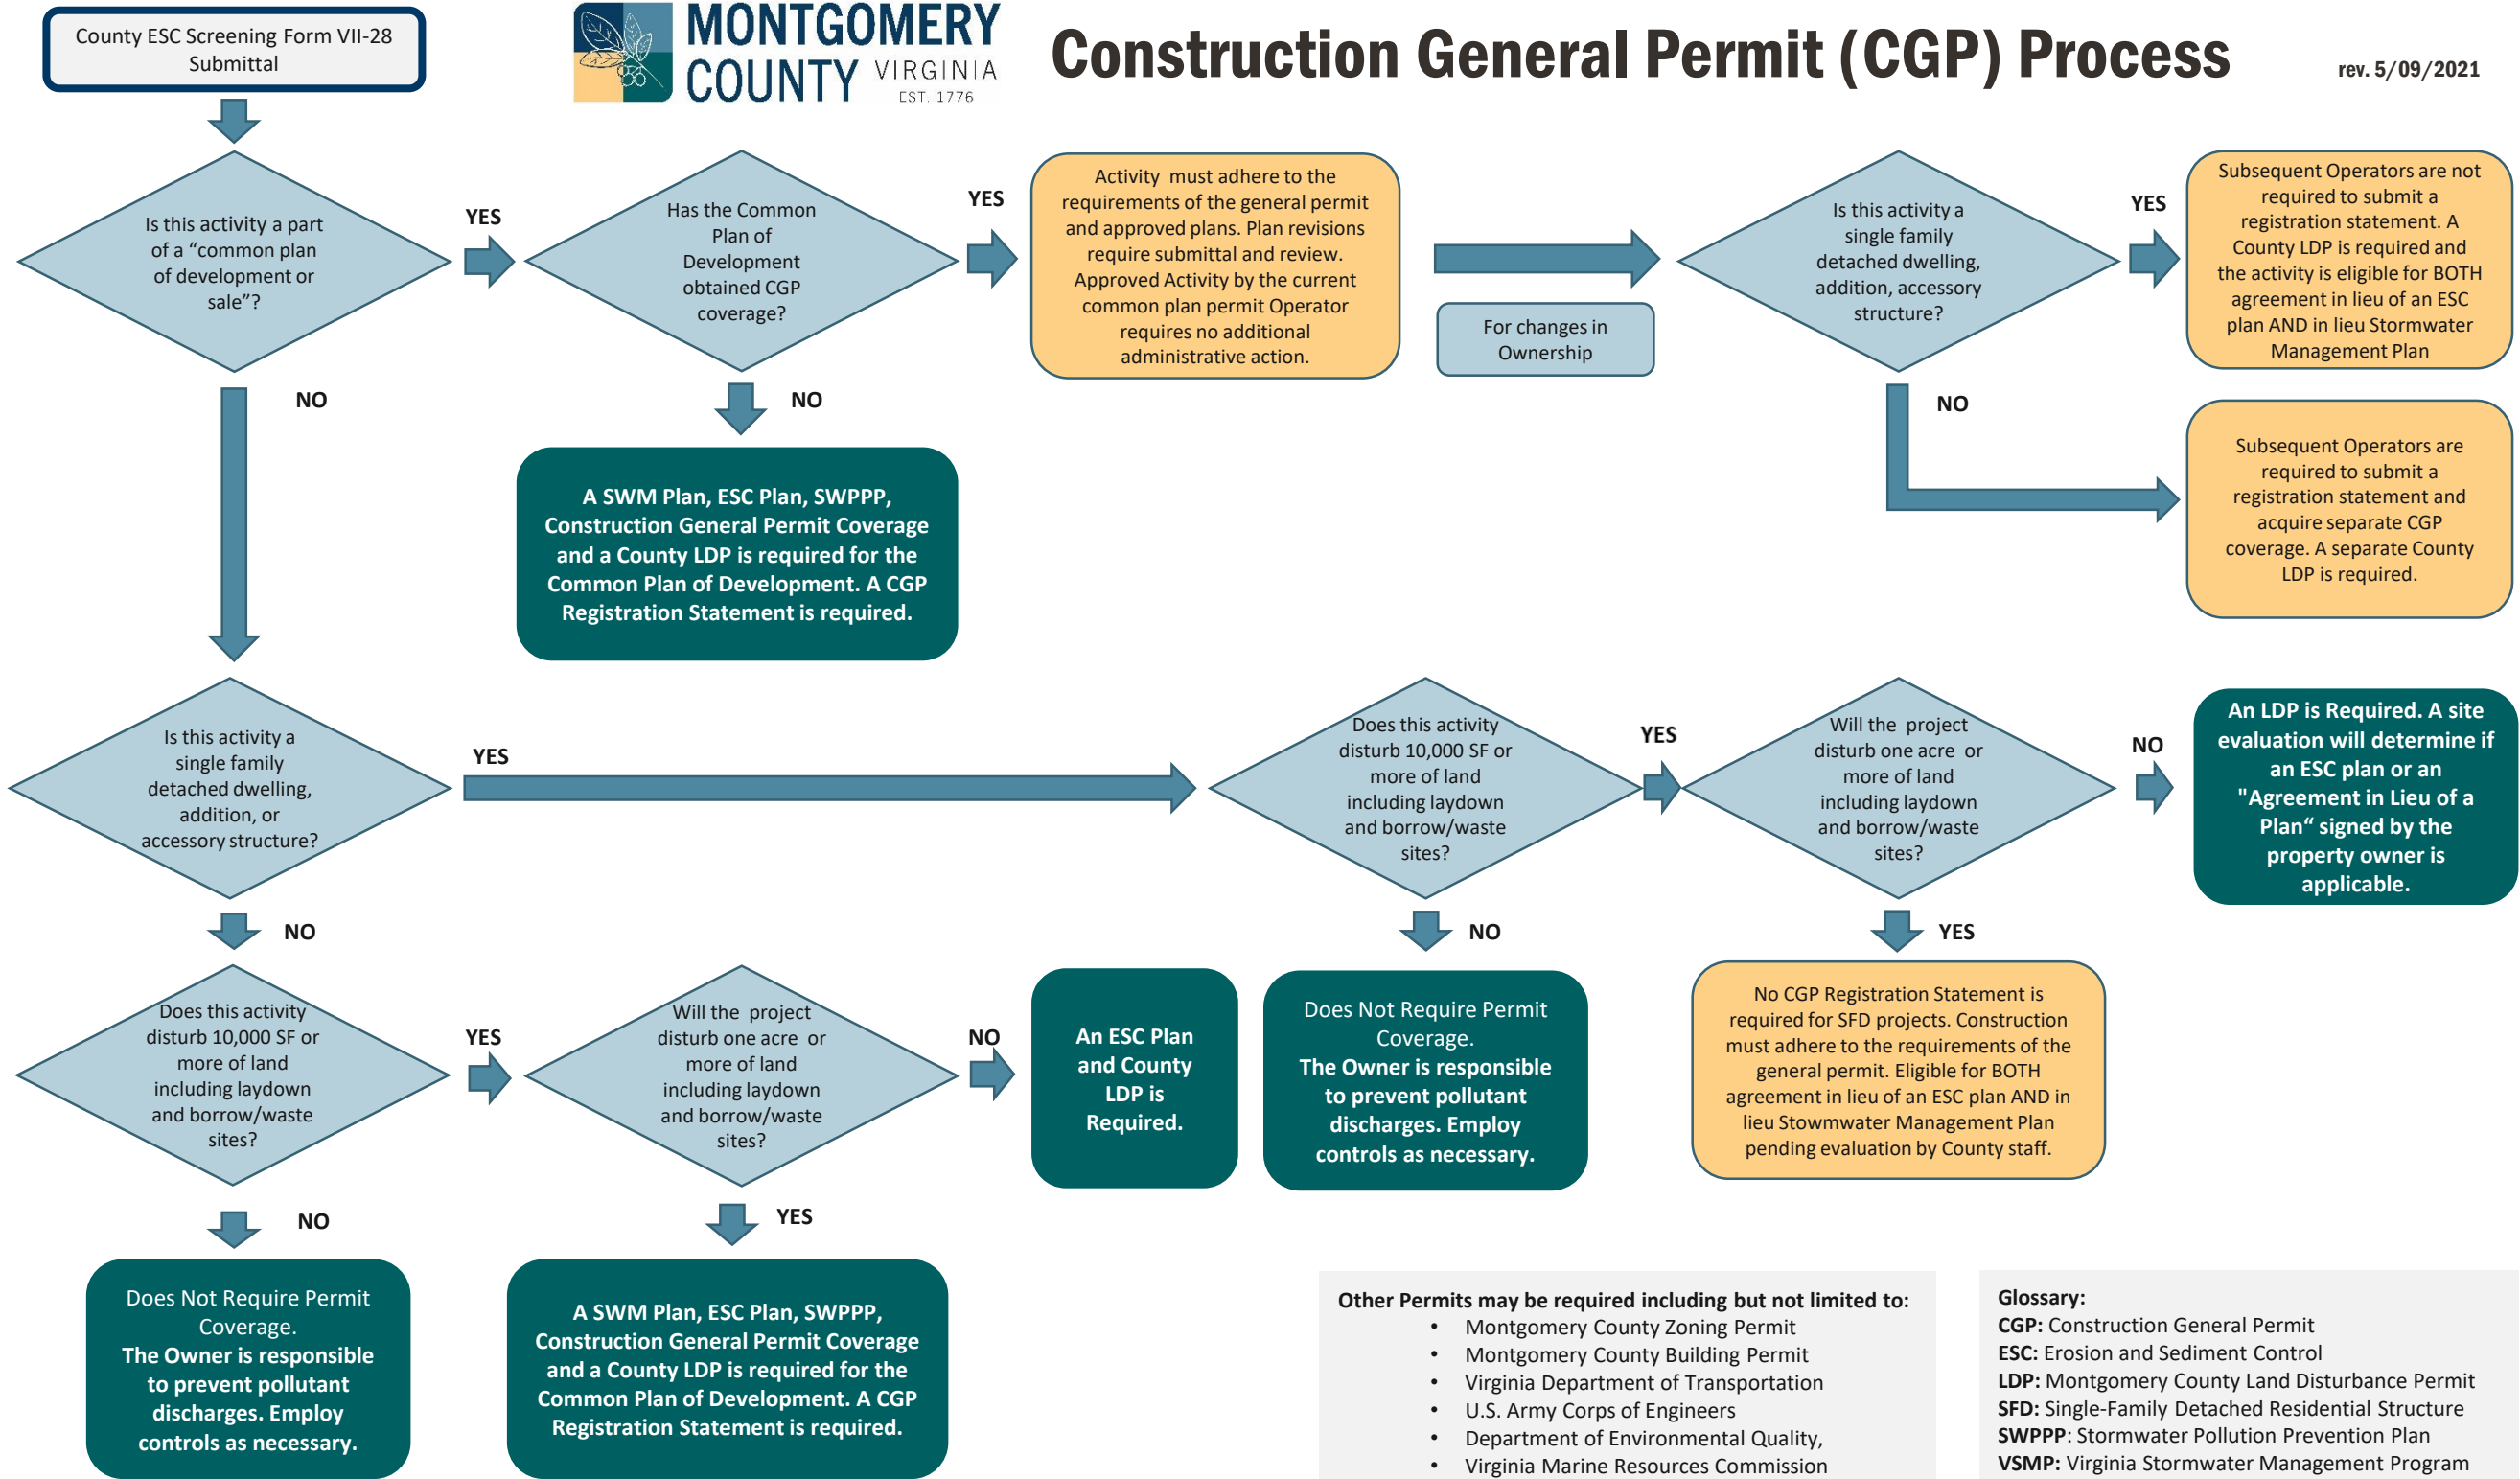 County ESC Screening Form VII-28
Submittal
MONTGOMERY
COUNTY VIRGINIA
EST. 1776
Construction General Permit (CGP) Process
rev. 5/09/2021
Is this activity a part
of a “common plan
of development or
sale”?
YES
Has the Common
Plan of
Development
obtained CGP
coverage?
YES
Activity must adhere to the
requirements of the general permit
and approved plans. Plan revisions
require submittal and review.
Approved Activity by the current
common plan permit Operator
requires no additional
administrative action.
For changes in
Ownership
Is this activity a
single family
detached dwelling,
addition, accessory
structure?
YES
Subsequent Operators are not
required to submit a
registration statement. A
County LDP is required and
the activity is eligible for BOTH
agreement in lieu of an ESC
plan AND in lieu Stormwater
Management Plan
NO
NO
NO
A SWM Plan, ESC Plan, SWPPP,
Construction General Permit Coverage
and a County LDP is required for the
Common Plan of Development. A CGP
Registration Statement is required.
Subsequent Operators are
required to submit a
registration statement and
acquire separate CGP
coverage. A separate County
LDP is required.
Is this activity a
single family
detached dwelling,
addition, or
accessory structure?
YES
Does this activity
disturb 10,000 SF or
more of land
including laydown
and borrow/waste
sites?
YES
Will the project
disturb one acre or
more of land
including laydown
and borrow/waste
sites?
NO
An LDP is Required. A site
evaluation will determine if
an ESC plan or an
"Agreement in Lieu of a
Plan“ signed by the
property owner is
applicable.
NO
NO
YES
Does this activity
disturb 10,000 SF or
more of land
including laydown
and borrow/waste
sites?
YES
Will the project
disturb one acre or
more of land
including laydown
and borrow/waste
sites?
NO
An ESC Plan
and County
LDP is
Required.
Does Not Require Permit
Coverage.
The Owner is responsible
to prevent pollutant
discharges. Employ
controls as necessary.
No CGP Registration Statement is
required for SFD projects. Construction
must adhere to the requirements of the
general permit. Eligible for BOTH
agreement in lieu of an ESC plan AND in
lieu Stowmwater Management Plan
pending evaluation by County staff.
NO
YES
Does Not Require Permit
Coverage.
The Owner is responsible
to prevent pollutant
discharges. Employ
controls as necessary.
A SWM Plan, ESC Plan, SWPPP,
Construction General Permit Coverage
and a County LDP is required for the
Common Plan of Development. A CGP
Registration Statement is required.
Other Permits may be required including but not limited to:
• Montgomery County Zoning Permit
• Montgomery County Building Permit
• Virginia Department of Transportation
• U.S. Army Corps of Engineers
• Department of Environmental Quality,
• Virginia Marine Resources Commission
Glossary:
CGP: Construction General Permit
ESC: Erosion and Sediment Control
LDP: Montgomery County Land Disturbance Permit
SFD: Single-Family Detached Residential Structure
SWPPP: Stormwater Pollution Prevention Plan
VSMP: Virginia Stormwater Management Program